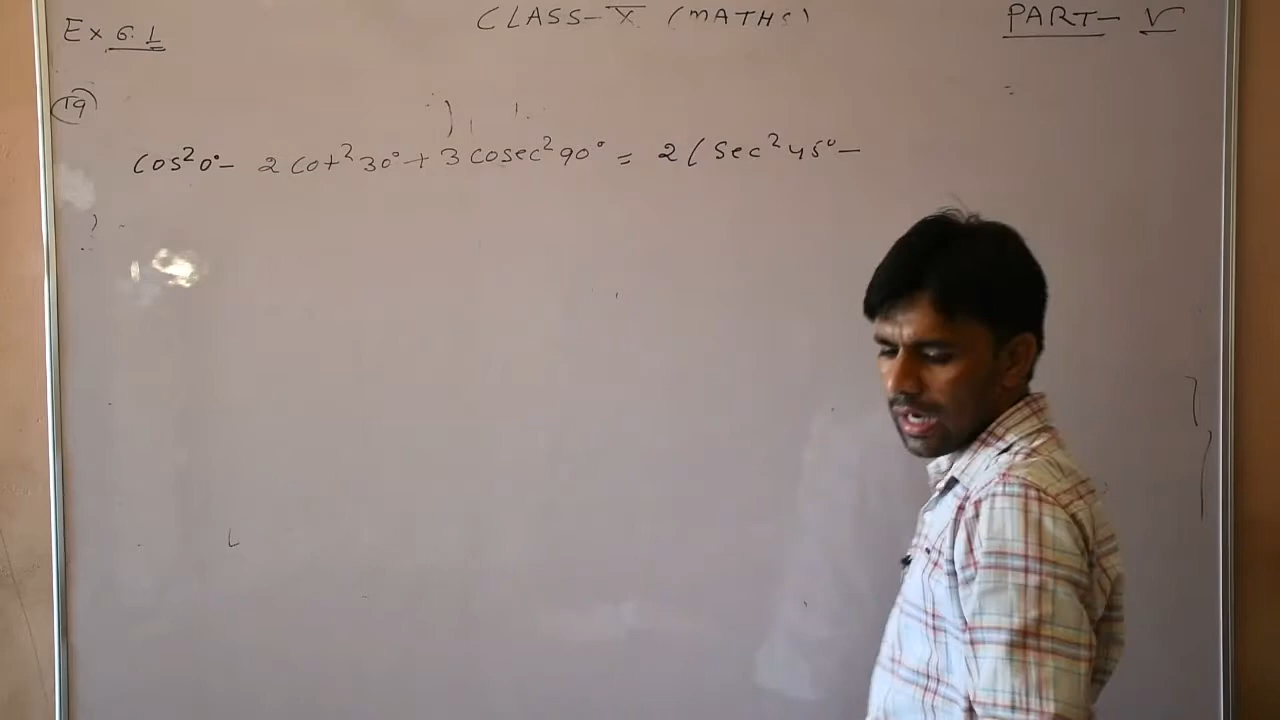 Ex 6.1
CLASS-X (MATHS)
PART- V
19
Cos²0°- 2 Cot²30° + 3 Cosec²90° = 2 ( Sec²45° -